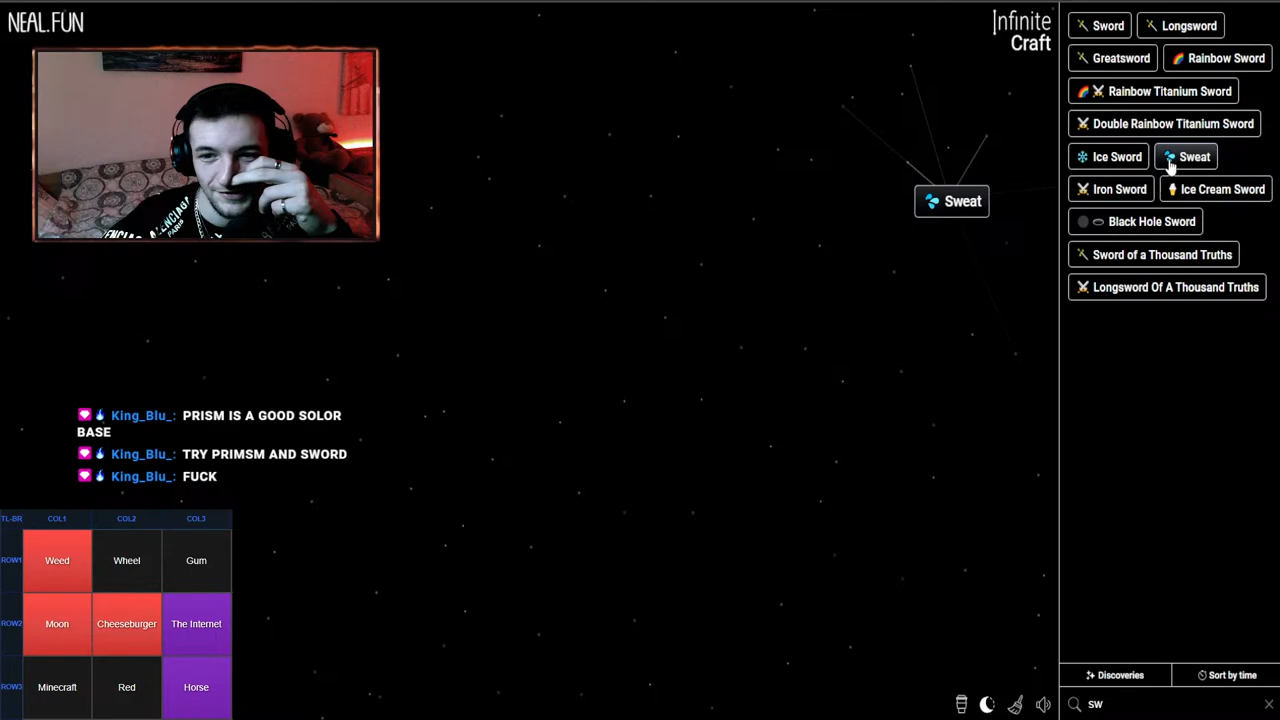 NEAL.FUN
Infinite
Craft
Sword
Longsword
Greatsword
Rainbow Sword
Rainbow Titanium Sword
Double Rainbow Titanium Sword
Ice Sword
Sweat
Iron Sword
Ice Cream Sword
Black Hole Sword
Sword of a Thousand Truths
Longsword Of A Thousand Truths
Sweat
King_Blu_: PRISM IS A GOOD SOLOR
BASE
King_Blu_: TRY PRIMSM AND SWORD
King_Blu_: FUCK
TL-BR COL1 COL2 COL3
ROW1 Weed Wheel Gum
ROW2 Moon Cheeseburger The Internet
ROW3 Minecraft Red Horse
Discoveries
Sort by time
sw